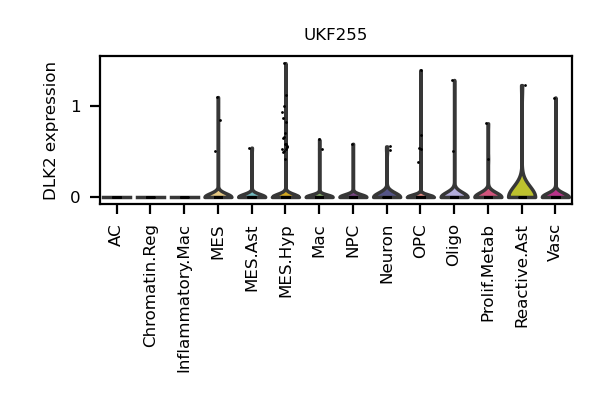 UKF255
DLK2 expression
1
0
AC
Chromatin.Reg
Inflammatory.Mac
MES
MES.Ast
MES.Hyp
Mac
NPC
Neuron
OPC
Oligo
Prolif.Metab
Reactive.Ast
Vasc